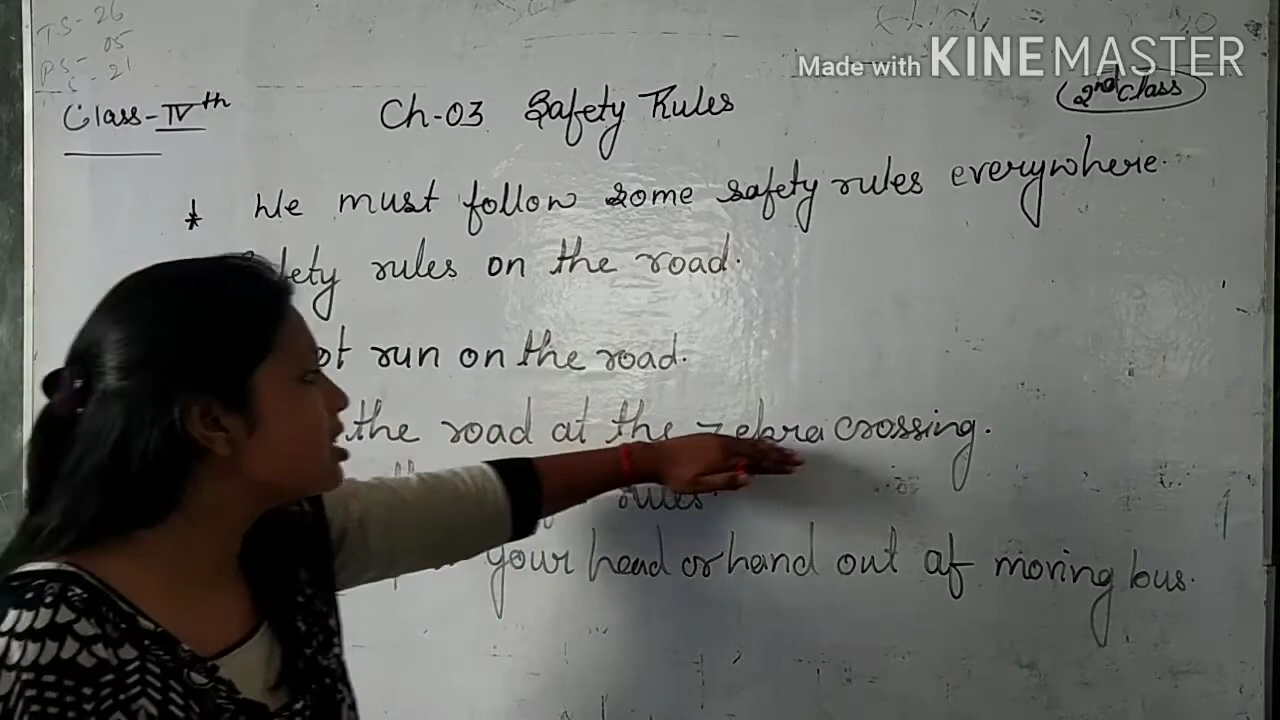 TS-26
05
PS-
S-21
Made with KINEMASTER
Class-IVth
Ch-03 Safety Rules
2nd Class
* We must follow some safety rules everywhere.
rules on the road.
run on the road.
the road at the zebra crossing.
rules
your head or hand out of moving bus.